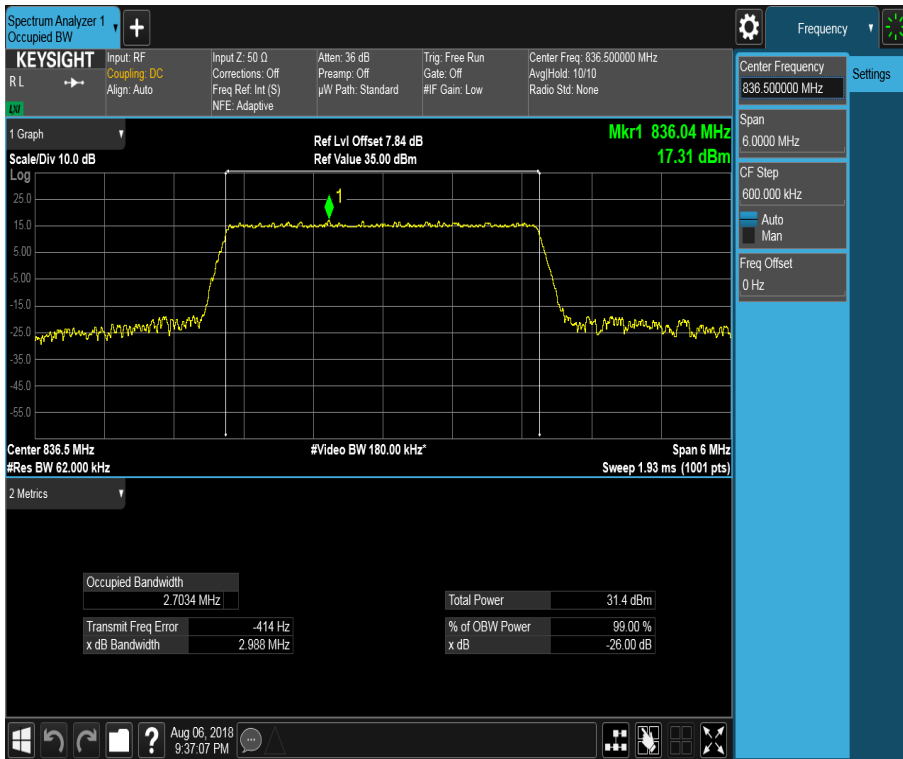 Spectrum Analyzer 1
Occupied BW
+
Frequency
KEYSIGHT
R L
LXI
Input: RF
Coupling: DC
Align: Auto
Input Z: 50 Ω
Corrections: Off
Freq Ref: Int (S)
NFE: Adaptive
Atten: 36 dB
Preamp: Off
µW Path: Standard
Trig: Free Run
Gate: Off
#IF Gain: Low
Center Freq: 836.500000 MHz
Avg|Hold: 10/10
Radio Std: None
Center Frequency
836.500000 MHz
Settings
Span
6.0000 MHz
CF Step
600.000 kHz
Auto
Man
Freq Offset
0 Hz
1 Graph
Scale/Div 10.0 dB
Ref Lvl Offset 7.84 dB
Ref Value 35.00 dBm
Mkr1 836.04 MHz
17.31 dBm
Log
25.0
15.0
5.00
-5.00
-15.0
-25.0
-35.0
-45.0
-55.0
1
Center 836.5 MHz
#Video BW 180.00 kHz*
Span 6 MHz
#Res BW 62.000 kHz
Sweep 1.93 ms (1001 pts)
2 Metrics
Occupied Bandwidth
2.7034 MHz
Total Power 31.4 dBm
Transmit Freq Error -414 Hz
% of OBW Power 99.00 %
x dB Bandwidth 2.988 MHz
x dB -26.00 dB
?
Aug 06, 2018
9:37:07 PM